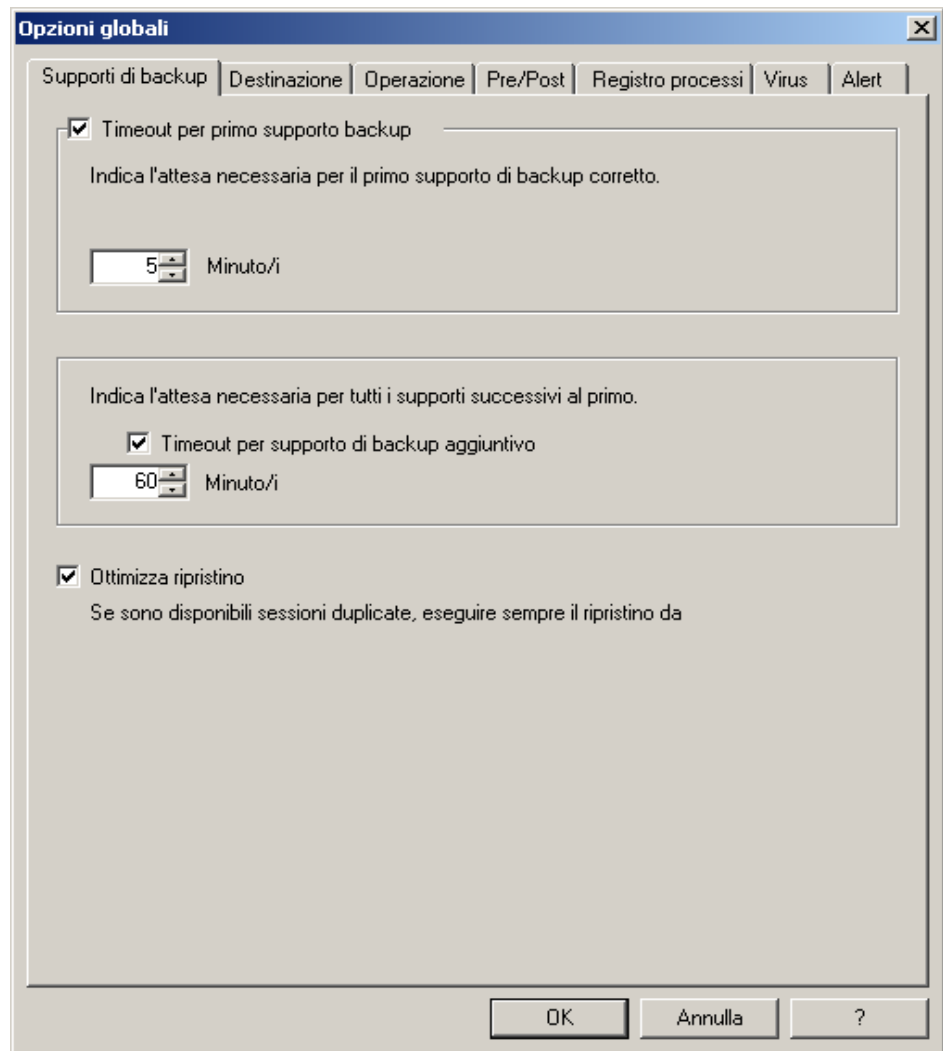 Opzioni globali
Supporti di backup Destinazione Operazione Pre/Post Registro processi Virus Alert
Timeout per primo supporto backup
Indica l'attesa necessaria per il primo supporto di backup corretto.
5 Minuto/i
Indica l'attesa necessaria per tutti i supporti successivi al primo.
Timeout per supporto di backup aggiuntivo
60 Minuto/i
Ottimizza ripristino
Se sono disponibili sessioni duplicate, eseguire sempre il ripristino da
OK Annulla ?